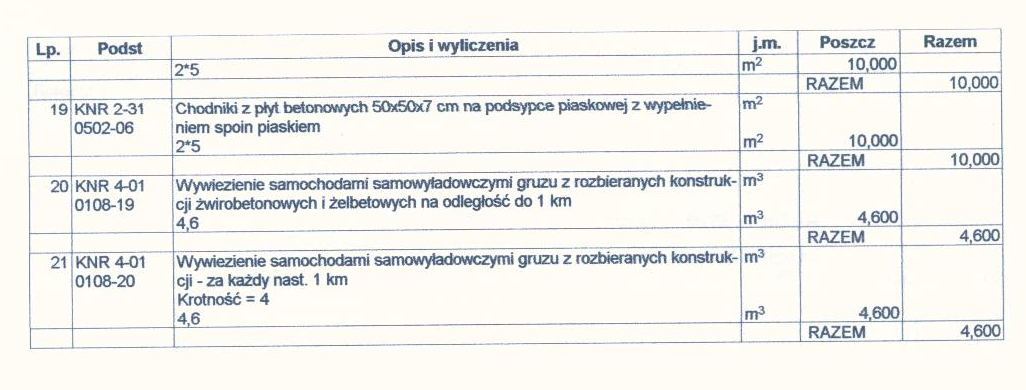 Lp. Podst Opis i wyliczenia j.m. Poszcz Razem
2*5 m² 10,000
RAZEM 10,000
19 KNR 2-31 Chodniki z płyt betonowych 50x50x7 cm na podsypce piaskowej z wypełnie- m²
0502-06 niem spoin piaskiem
2*5 m² 10,000
RAZEM 10,000
20 KNR 4-01 Wywiezienie samochodami samowyładowczymi gruzu z rozbieranych konstruk- m³
0108-19 cji żwirobetonowych i żelbetowych na odległość do 1 km
4,6 m³ 4,600
RAZEM 4,600
21 KNR 4-01 Wywiezienie samochodami samowyładowczymi gruzu z rozbieranych konstruk- m³
0108-20 cji - za każdy nast. 1 km
Krotność = 4
4,6 m³ 4,600
RAZEM 4,600